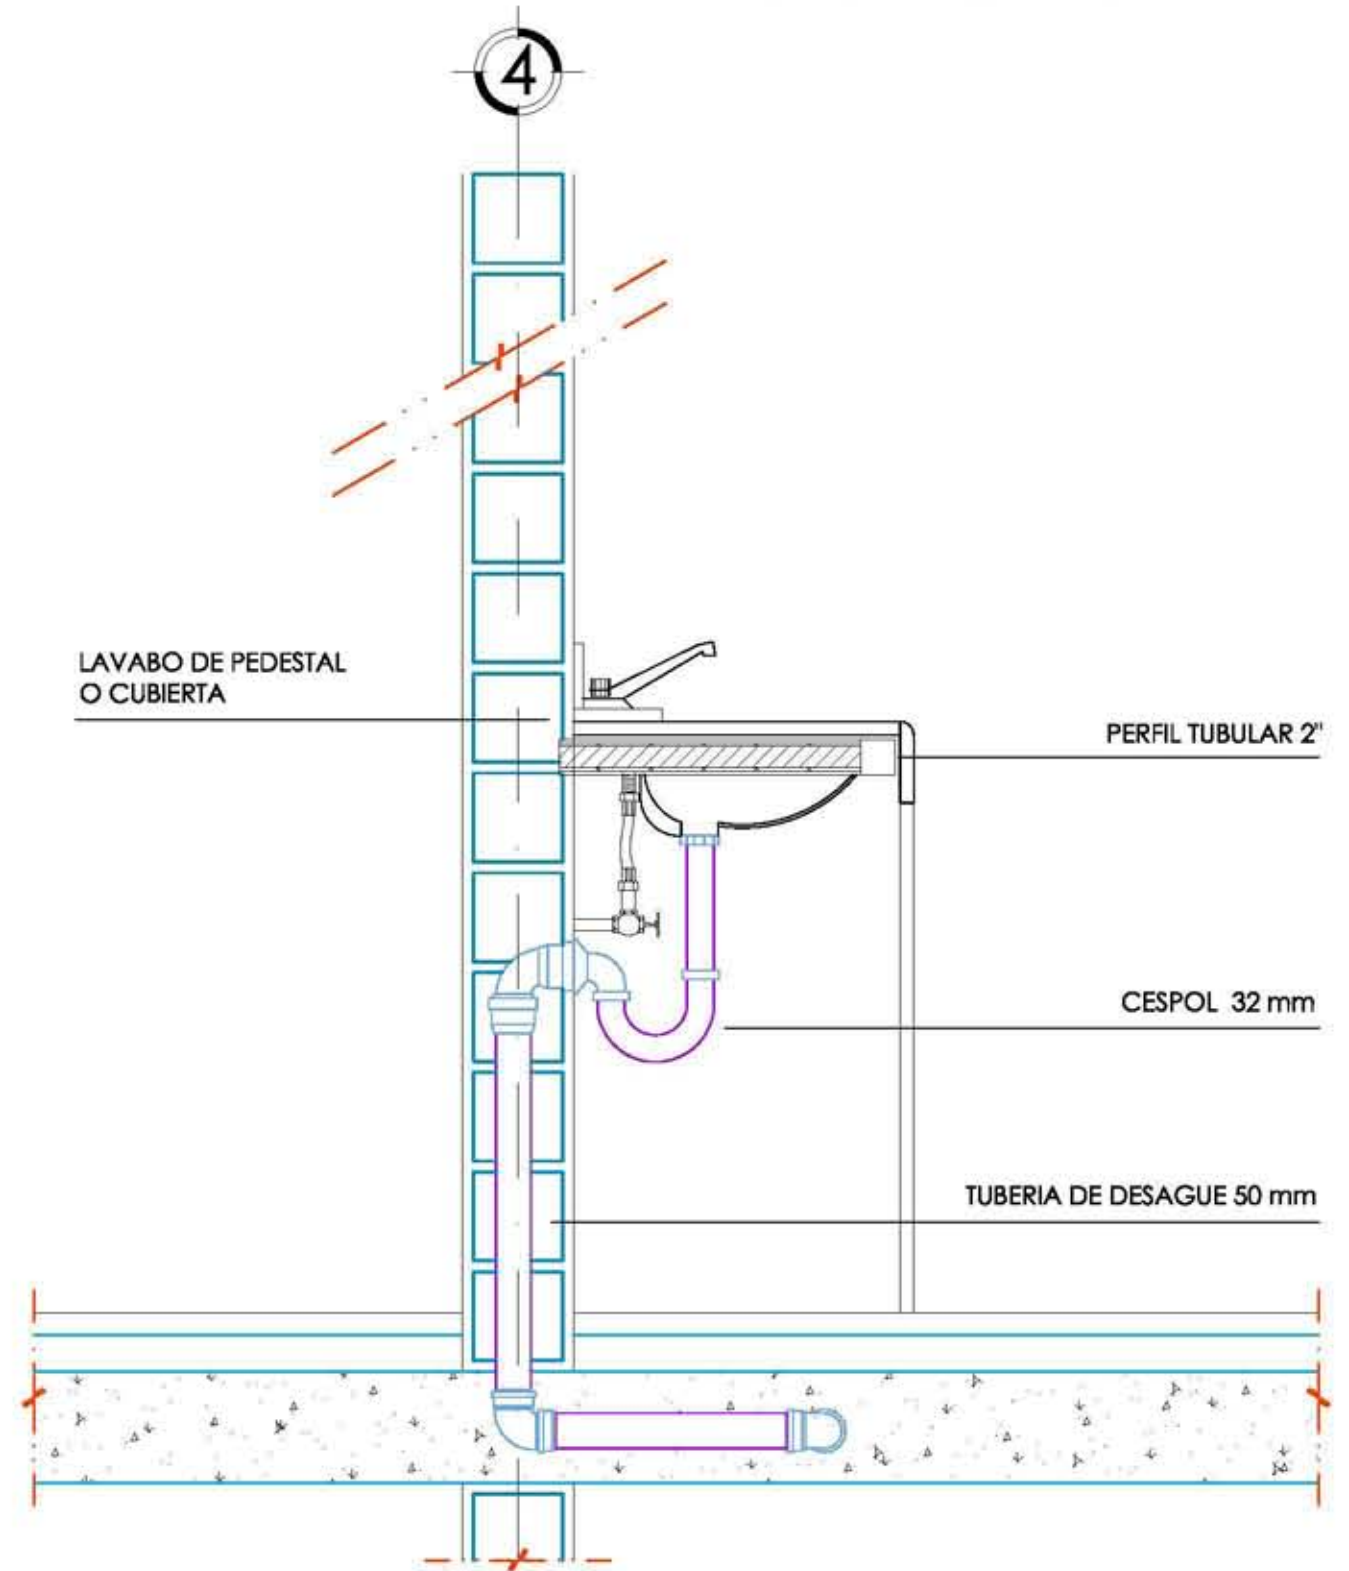 4
LAVABO DE PEDESTAL
O CUBIERTA
PERFIL TUBULAR 2"
CESPOL 32 mm
TUBERIA DE DESAGUE 50 mm